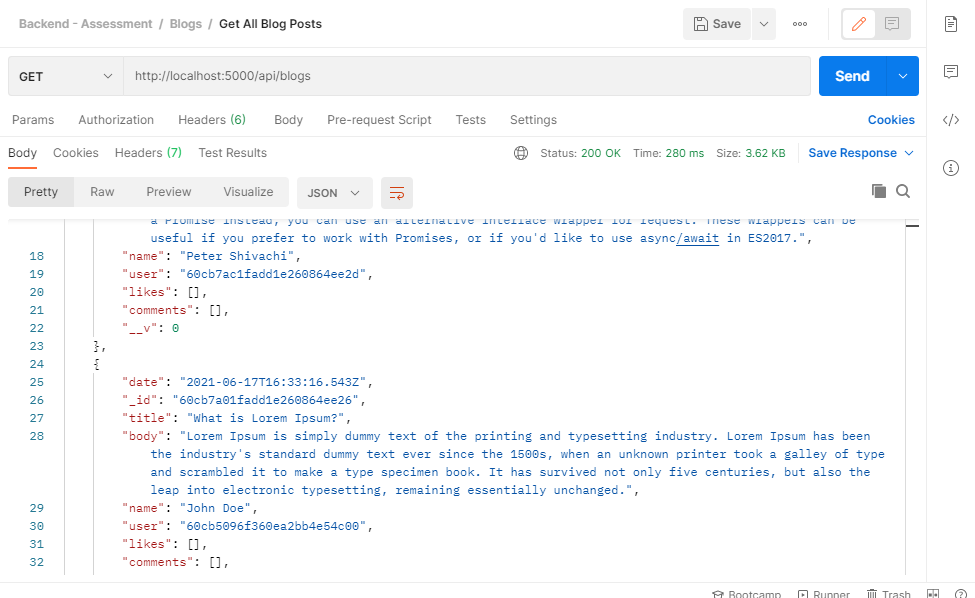 Backend - Assessment / Blogs / Get All Blog Posts
Save
GET
http://localhost:5000/api/blogs
Send
Params Authorization Headers (6) Body Pre-request Script Tests Settings Cookies
Body Cookies Headers (7) Test Results Status: 200 OK Time: 280 ms Size: 3.62 KB Save Response
Pretty Raw Preview Visualize JSON
a Promise instead, you can use an alternative interface wrapper for request. These wrappers can be
useful if you prefer to work with Promises, or if you'd like to use async/await in ES2017.",
18 "name": "Peter Shivachi",
19 "user": "60cb7ac1fadd1e260864ee2d",
20 "likes": [],
21 "comments": [],
22 "__v": 0
23 },
24 {
25 "date": "2021-06-17T16:33:16.543Z",
26 "_id": "60cb7a01fadd1e260864ee26",
27 "title": "What is Lorem Ipsum?",
28 "body": "Lorem Ipsum is simply dummy text of the printing and typesetting industry. Lorem Ipsum has been
the industry's standard dummy text ever since the 1500s, when an unknown printer took a galley of type
and scrambled it to make a type specimen book. It has survived not only five centuries, but also the
leap into electronic typesetting, remaining essentially unchanged.",
29 "name": "John Doe",
30 "user": "60cb5096f360ea2bb4e54c00",
31 "likes": [],
32 "comments": [],
Bootcamp Runner Trash